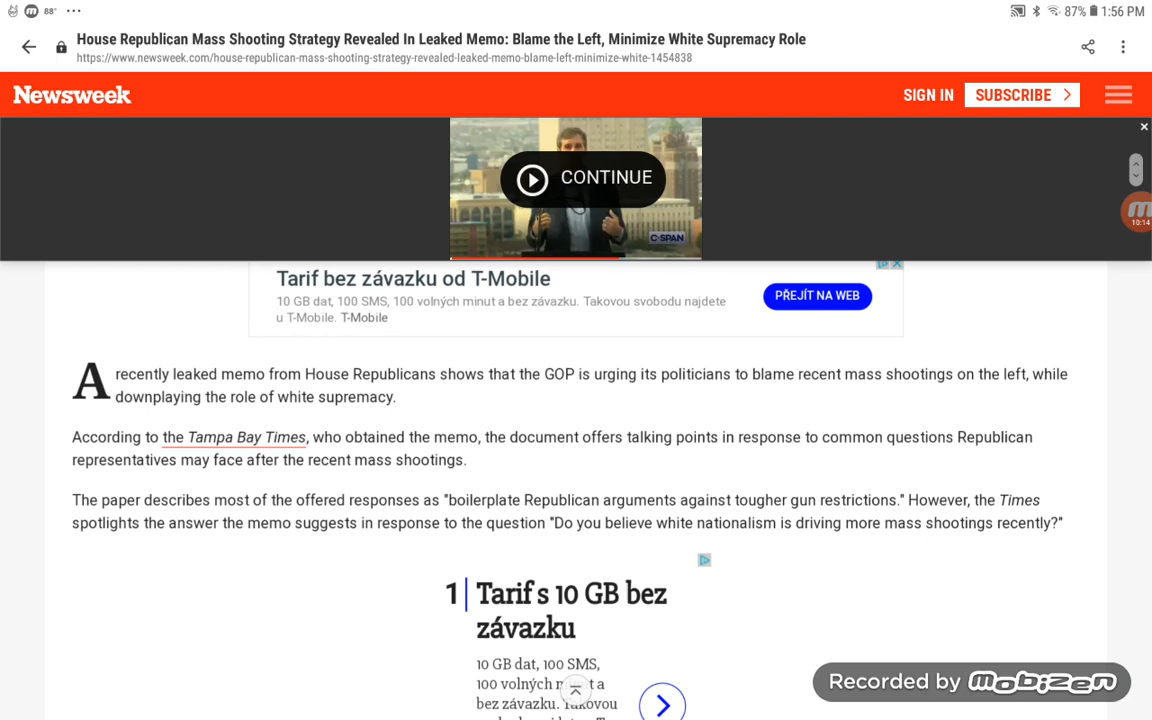 88°
87% 1:56 PM
House Republican Mass Shooting Strategy Revealed In Leaked Memo: Blame the Left, Minimize White Supremacy Role
https://www.newsweek.com/house-republican-mass-shooting-strategy-revealed-leaked-memo-blame-left-minimize-white-1454838
Newsweek
SIGN IN
SUBSCRIBE
CONTINUE
C-SPAN
10:14
Tarif bez závazku od T-Mobile
10 GB dat, 100 SMS, 100 volných minut a bez závazku. Takovou svobodu najdete
u T-Mobile. T-Mobile
PŘEJÍT NA WEB
A recently leaked memo from House Republicans shows that the GOP is urging its politicians to blame recent mass shootings on the left, while
downplaying the role of white supremacy.
According to the Tampa Bay Times, who obtained the memo, the document offers talking points in response to common questions Republican
representatives may face after the recent mass shootings.
The paper describes most of the offered responses as "boilerplate Republican arguments against tougher gun restrictions." However, the Times
spotlights the answer the memo suggests in response to the question "Do you believe white nationalism is driving more mass shootings recently?"
1
Tarif s 10 GB bez
závazku
10 GB dat, 100 SMS,
100 volných a
bez závazku. Takovou
Recorded by mobizen